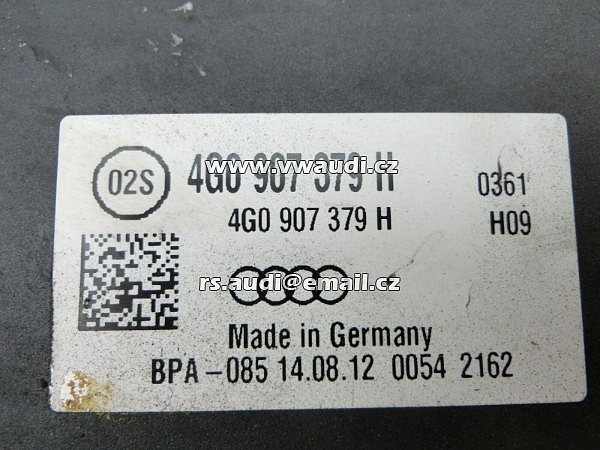 www.vwaudi.cz
02S 4G0 907 379 H 0361
4G0 907 379 H H09
rs.audi@email.cz
Made in Germany
BPA-085 14.08.12 0054 2162